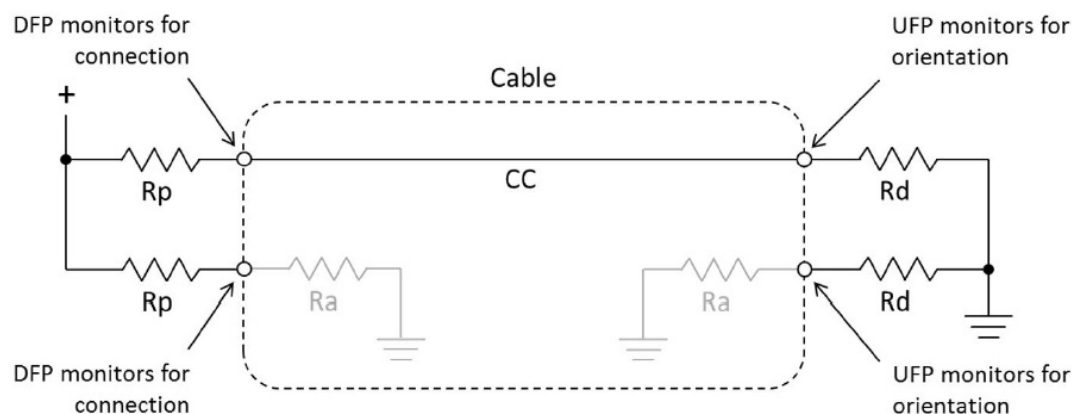 DFP monitors for
connection
UFP monitors for
orientation
Cable
+
Rp
CC
Rd
Rp
Ra
Ra
Rd
DFP monitors for
connection
UFP monitors for
orientation